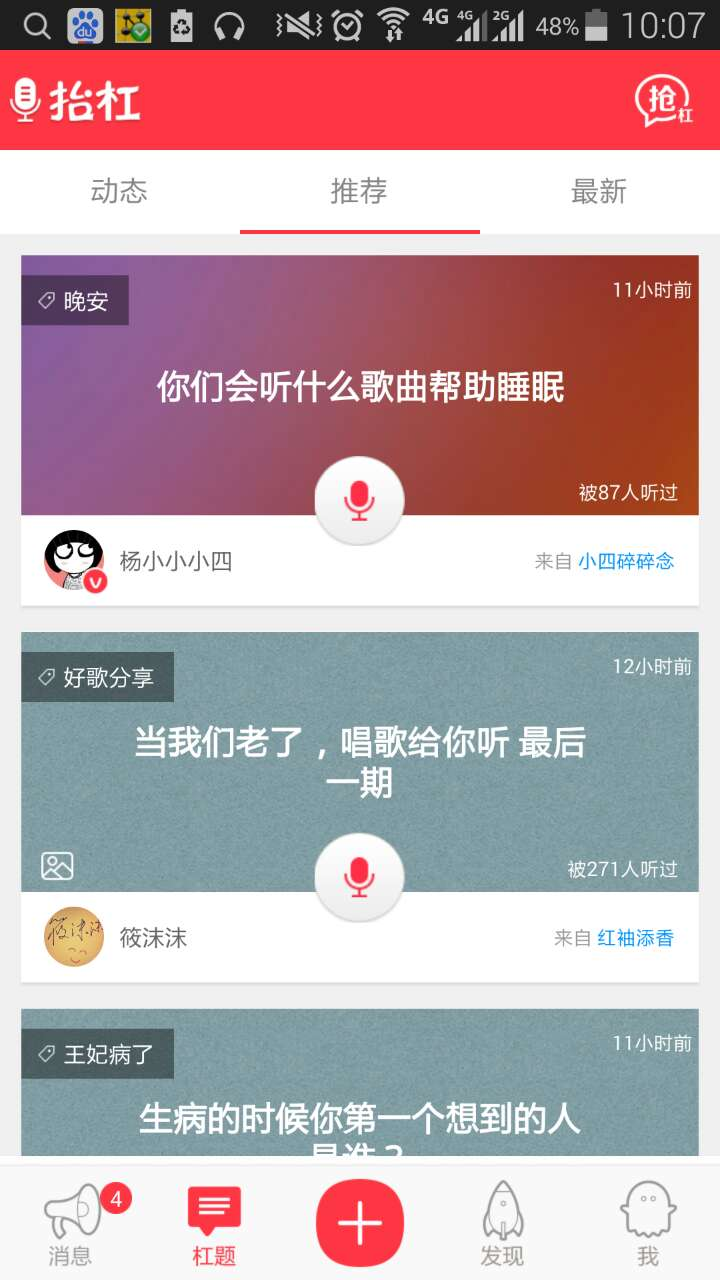 4G 4G 2G 48% 10:07
抬杠
抢杠
动态 推荐 最新
晚安
11小时前
你们会听什么歌曲帮助睡眠
被87人听过
杨小小小四
来自 小四碎碎念
好歌分享
12小时前
当我们老了，唱歌给你听 最后
一期
被271人听过
筱沫沫
筱沫沫
来自 红袖添香
王妃病了
11小时前
生病的时候你第一个想到的人
是谁？
4
消息 杠题 发现 我